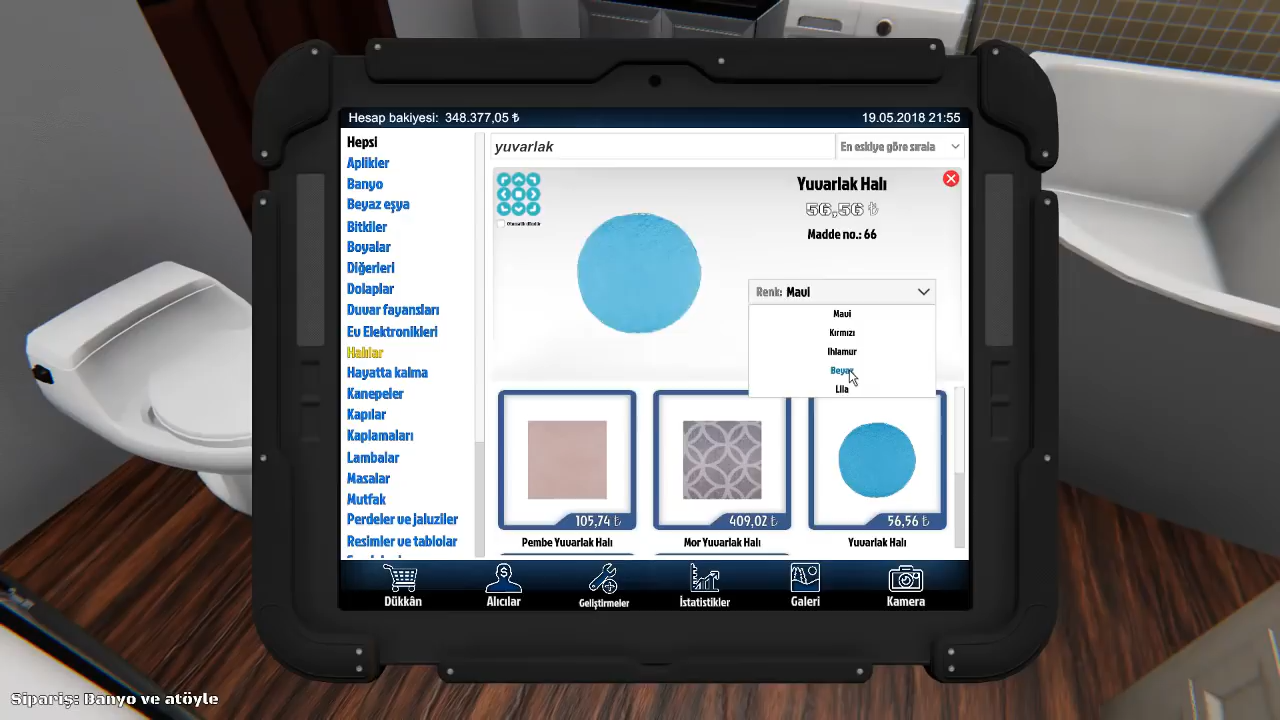 Hesap bakiyesi: 348.377,05 ₺
19.05.2018 21:55
Hepsi
Aplikler
Banyo
Beyaz eşya
Bitkiler
Boyalar
Diğerleri
Dolaplar
Duvar fayansları
Ev Elektronikleri
Halılar
Hayatta kalma
Kanepeler
Kapılar
Kaplamaları
Lambalar
Masalar
Mutfak
Perdeler ve jaluziler
Resimler ve tablolar
yuvarlak
En eskiye göre sırala
Yuvarlak Halı
56,56 ₺
Madde no.: 66
Renk: Mavi
Mavi
Kırmızı
Ihlamur
Beyaz
Lila
105,74 ₺
409,02 ₺
56,56 ₺
Pembe Yuvarlak Halı
Mor Yuvarlak Halı
Yuvarlak Halı
Dükkân
Alıcılar
Geliştirmeler
İstatistikler
Galeri
Kamera
Sipariş: Banyo ve atölye